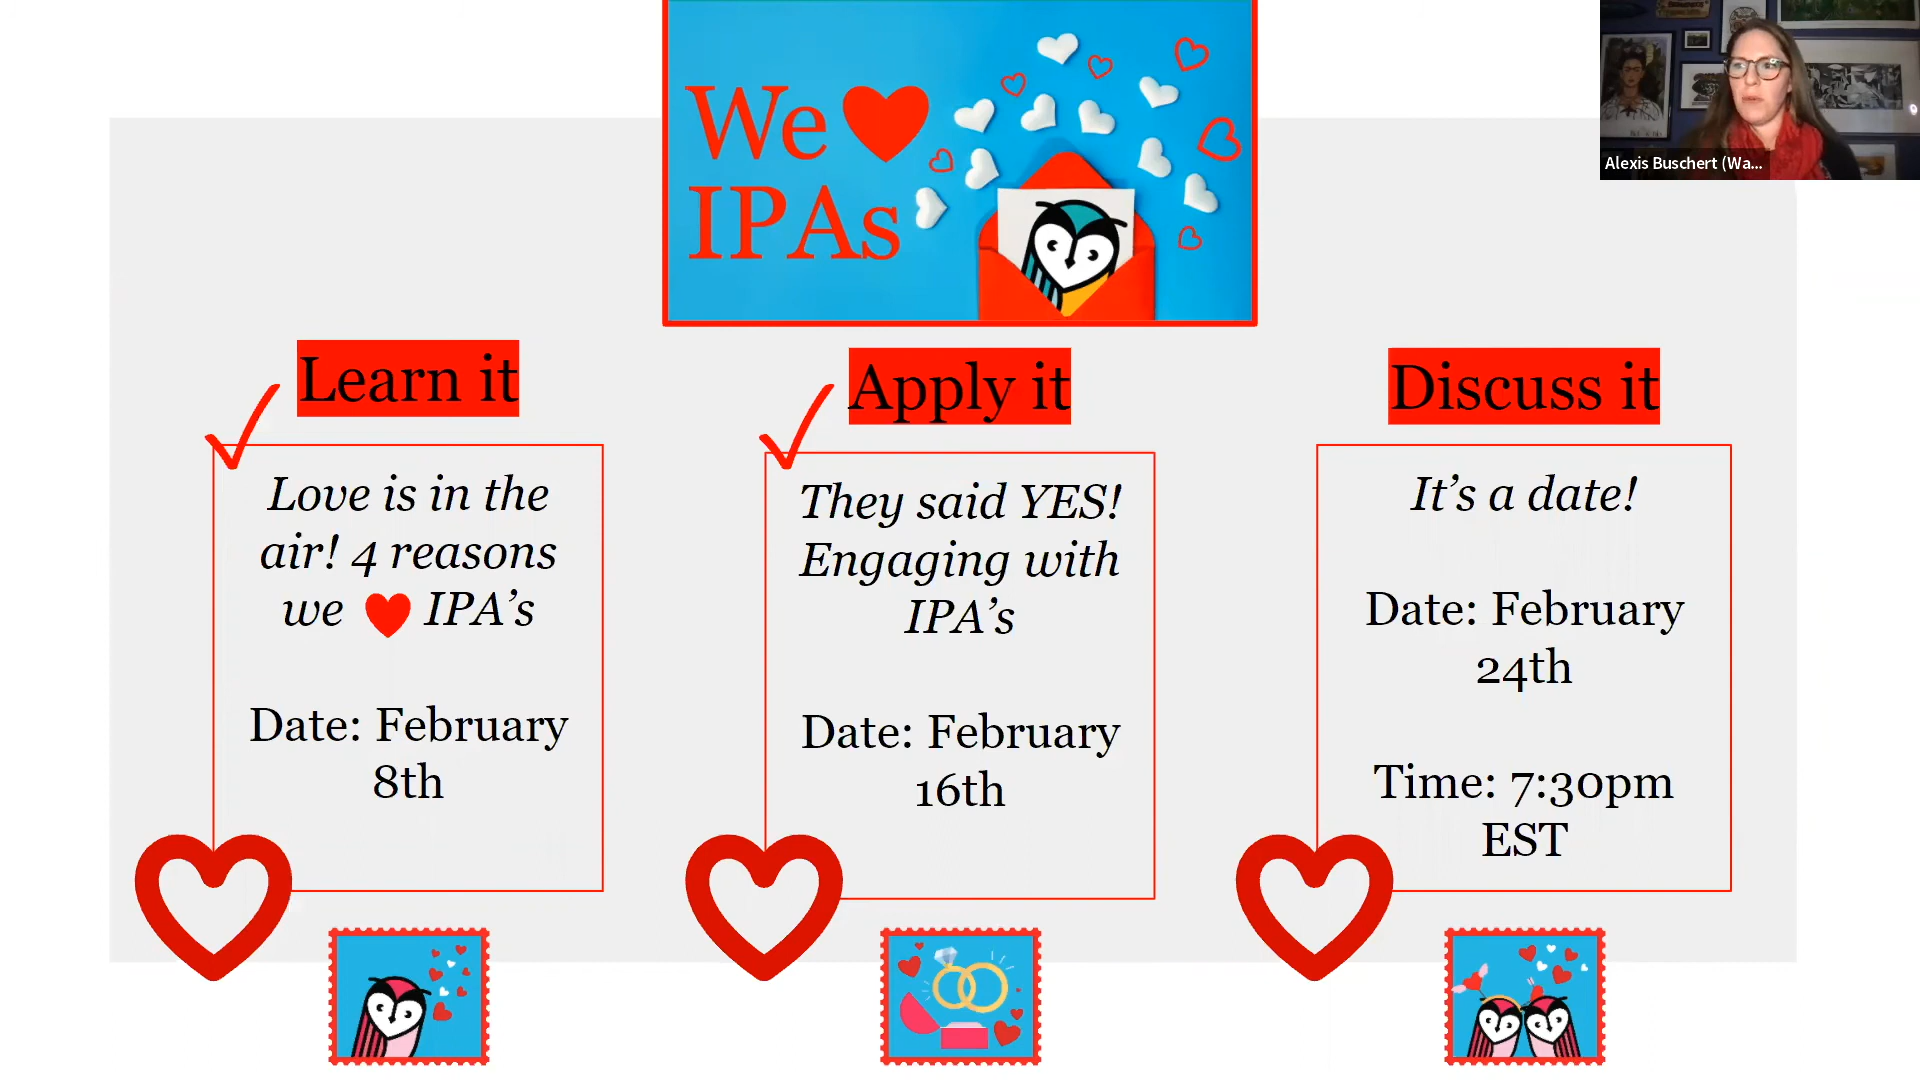 We
IPAs
Alexis Buschert (Wa...
Learn it
Love is in the
air! 4 reasons
we IPA's
Date: February
8th
Apply it
They said YES!
Engaging with
IPA's
Date: February
16th
Discuss it
It's a date!
Date: February
24th
Time: 7:30pm
EST